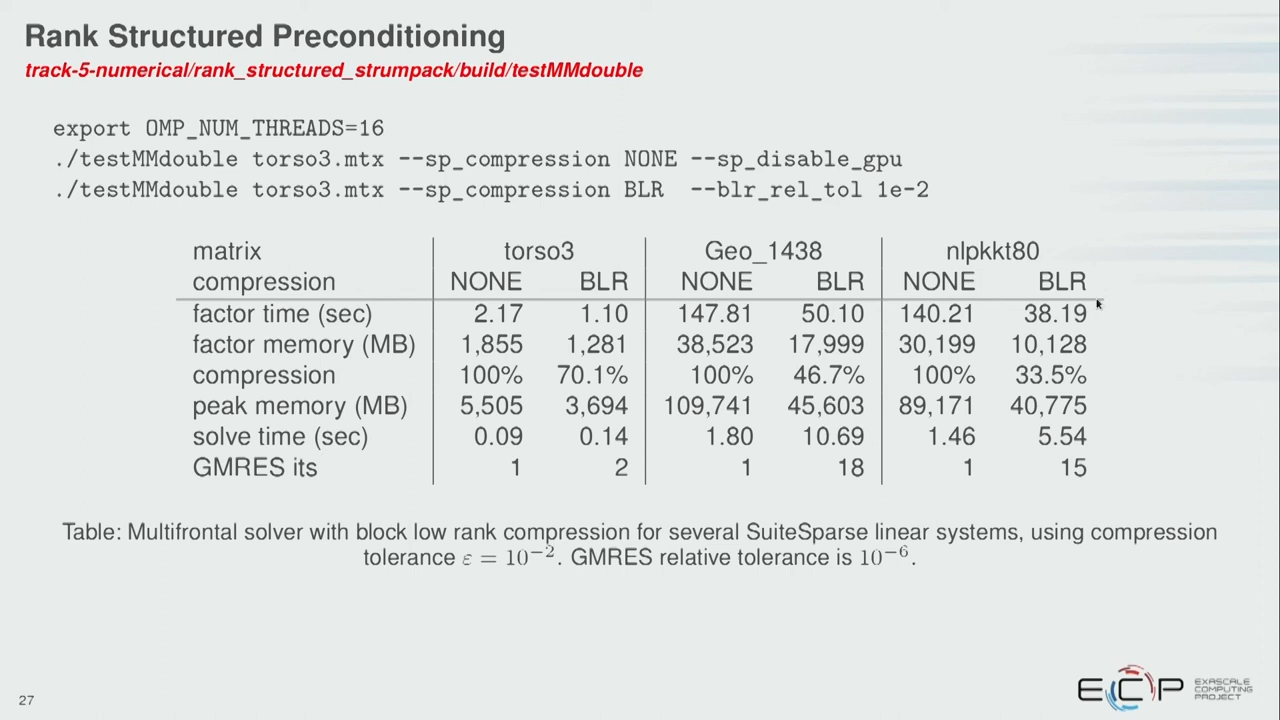 Rank Structured Preconditioning
track-5-numerical/rank_structured_strumpack/build/testMMdouble
export OMP_NUM_THREADS=16
./testMMdouble torso3.mtx --sp_compression NONE --sp_disable_gpu
./testMMdouble torso3.mtx --sp_compression BLR --blr_rel_tol 1e-2
matrix torso3 Geo_1438 nlpkkt80
compression NONE BLR NONE BLR NONE BLR
factor time (sec) 2.17 1.10 147.81 50.10 140.21 38.19
factor memory (MB) 1,855 1,281 38,523 17,999 30,199 10,128
compression 100% 70.1% 100% 46.7% 100% 33.5%
peak memory (MB) 5,505 3,694 109,741 45,603 89,171 40,775
solve time (sec) 0.09 0.14 1.80 10.69 1.46 5.54
GMRES its 1 2 1 18 1 15
Table: Multifrontal solver with block low rank compression for several SuiteSparse linear systems, using compression
tolerance ε = 10⁻². GMRES relative tolerance is 10⁻⁶.
27
ECP
EXASCALE
COMPUTING
PROJECT